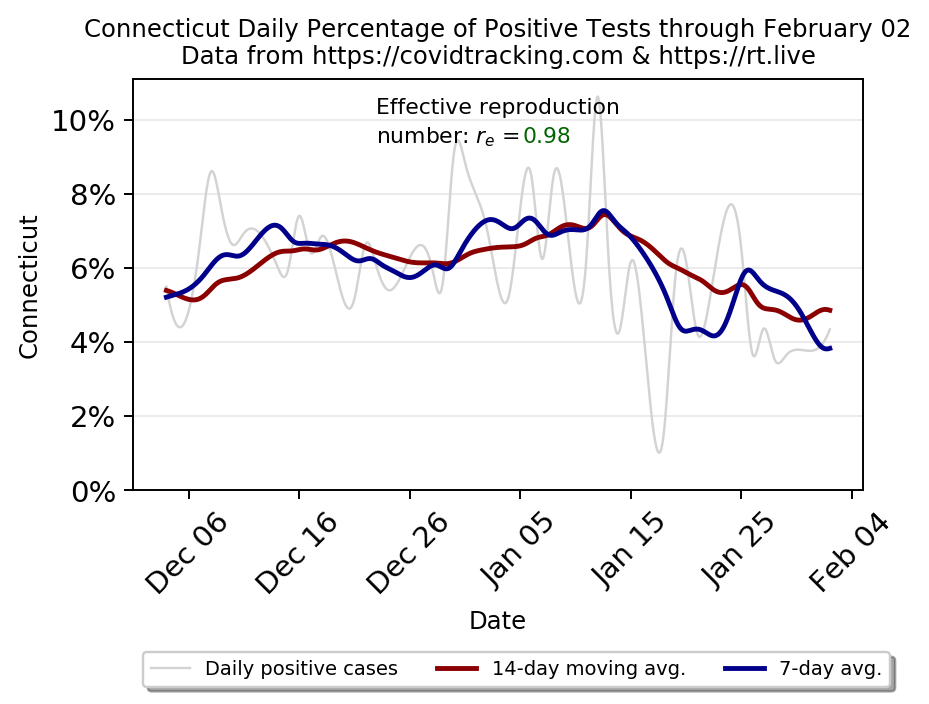 Connecticut Daily Percentage of Positive Tests through February 02
Data from https://covidtracking.com & https://rt.live
Effective reproduction
number: rₑ =0.98
10%
8%
6%
4%
2%
0%
Connecticut
Dec 06
Dec 16
Dec 26
Jan 05
Jan 15
Jan 25
Feb 04
Date
Daily positive cases
14-day moving avg.
7-day avg.